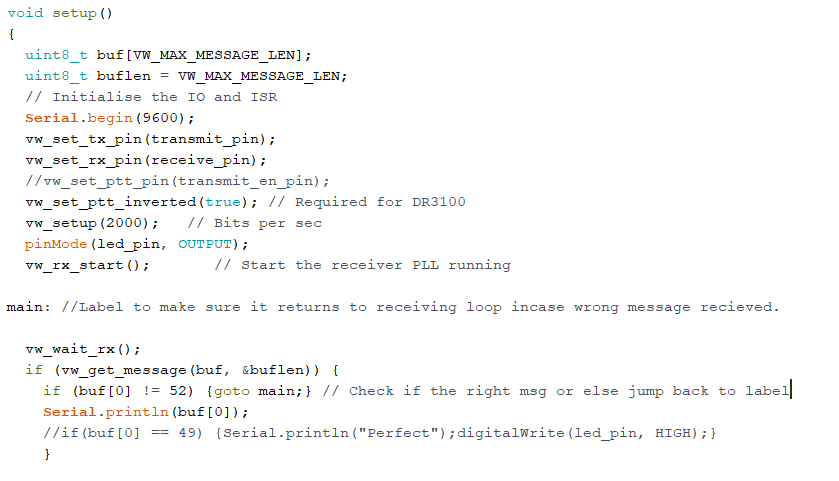 void setup()
{
  uint8_t buf[VW_MAX_MESSAGE_LEN];
  uint8_t buflen = VW_MAX_MESSAGE_LEN;
  // Initialise the IO and ISR
  Serial.begin(9600);
  vw_set_tx_pin(transmit_pin);
  vw_set_rx_pin(receive_pin);
  //vw_set_ptt_pin(transmit_en_pin);
  vw_set_ptt_inverted(true); // Required for DR3100
  vw_setup(2000);   // Bits per sec
  pinMode(led_pin, OUTPUT);
  vw_rx_start();       // Start the receiver PLL running
main: //Label to make sure it returns to receiving loop incase wrong message recieved.
  vw_wait_rx();
  if (vw_get_message(buf, &buflen)) {
    if (buf[0] != 52) {goto main;} // Check if the right msg or else jump back to label
    Serial.println(buf[0]);
    //if(buf[0] == 49) {Serial.println("Perfect");digitalWrite(led_pin, HIGH);}
    }